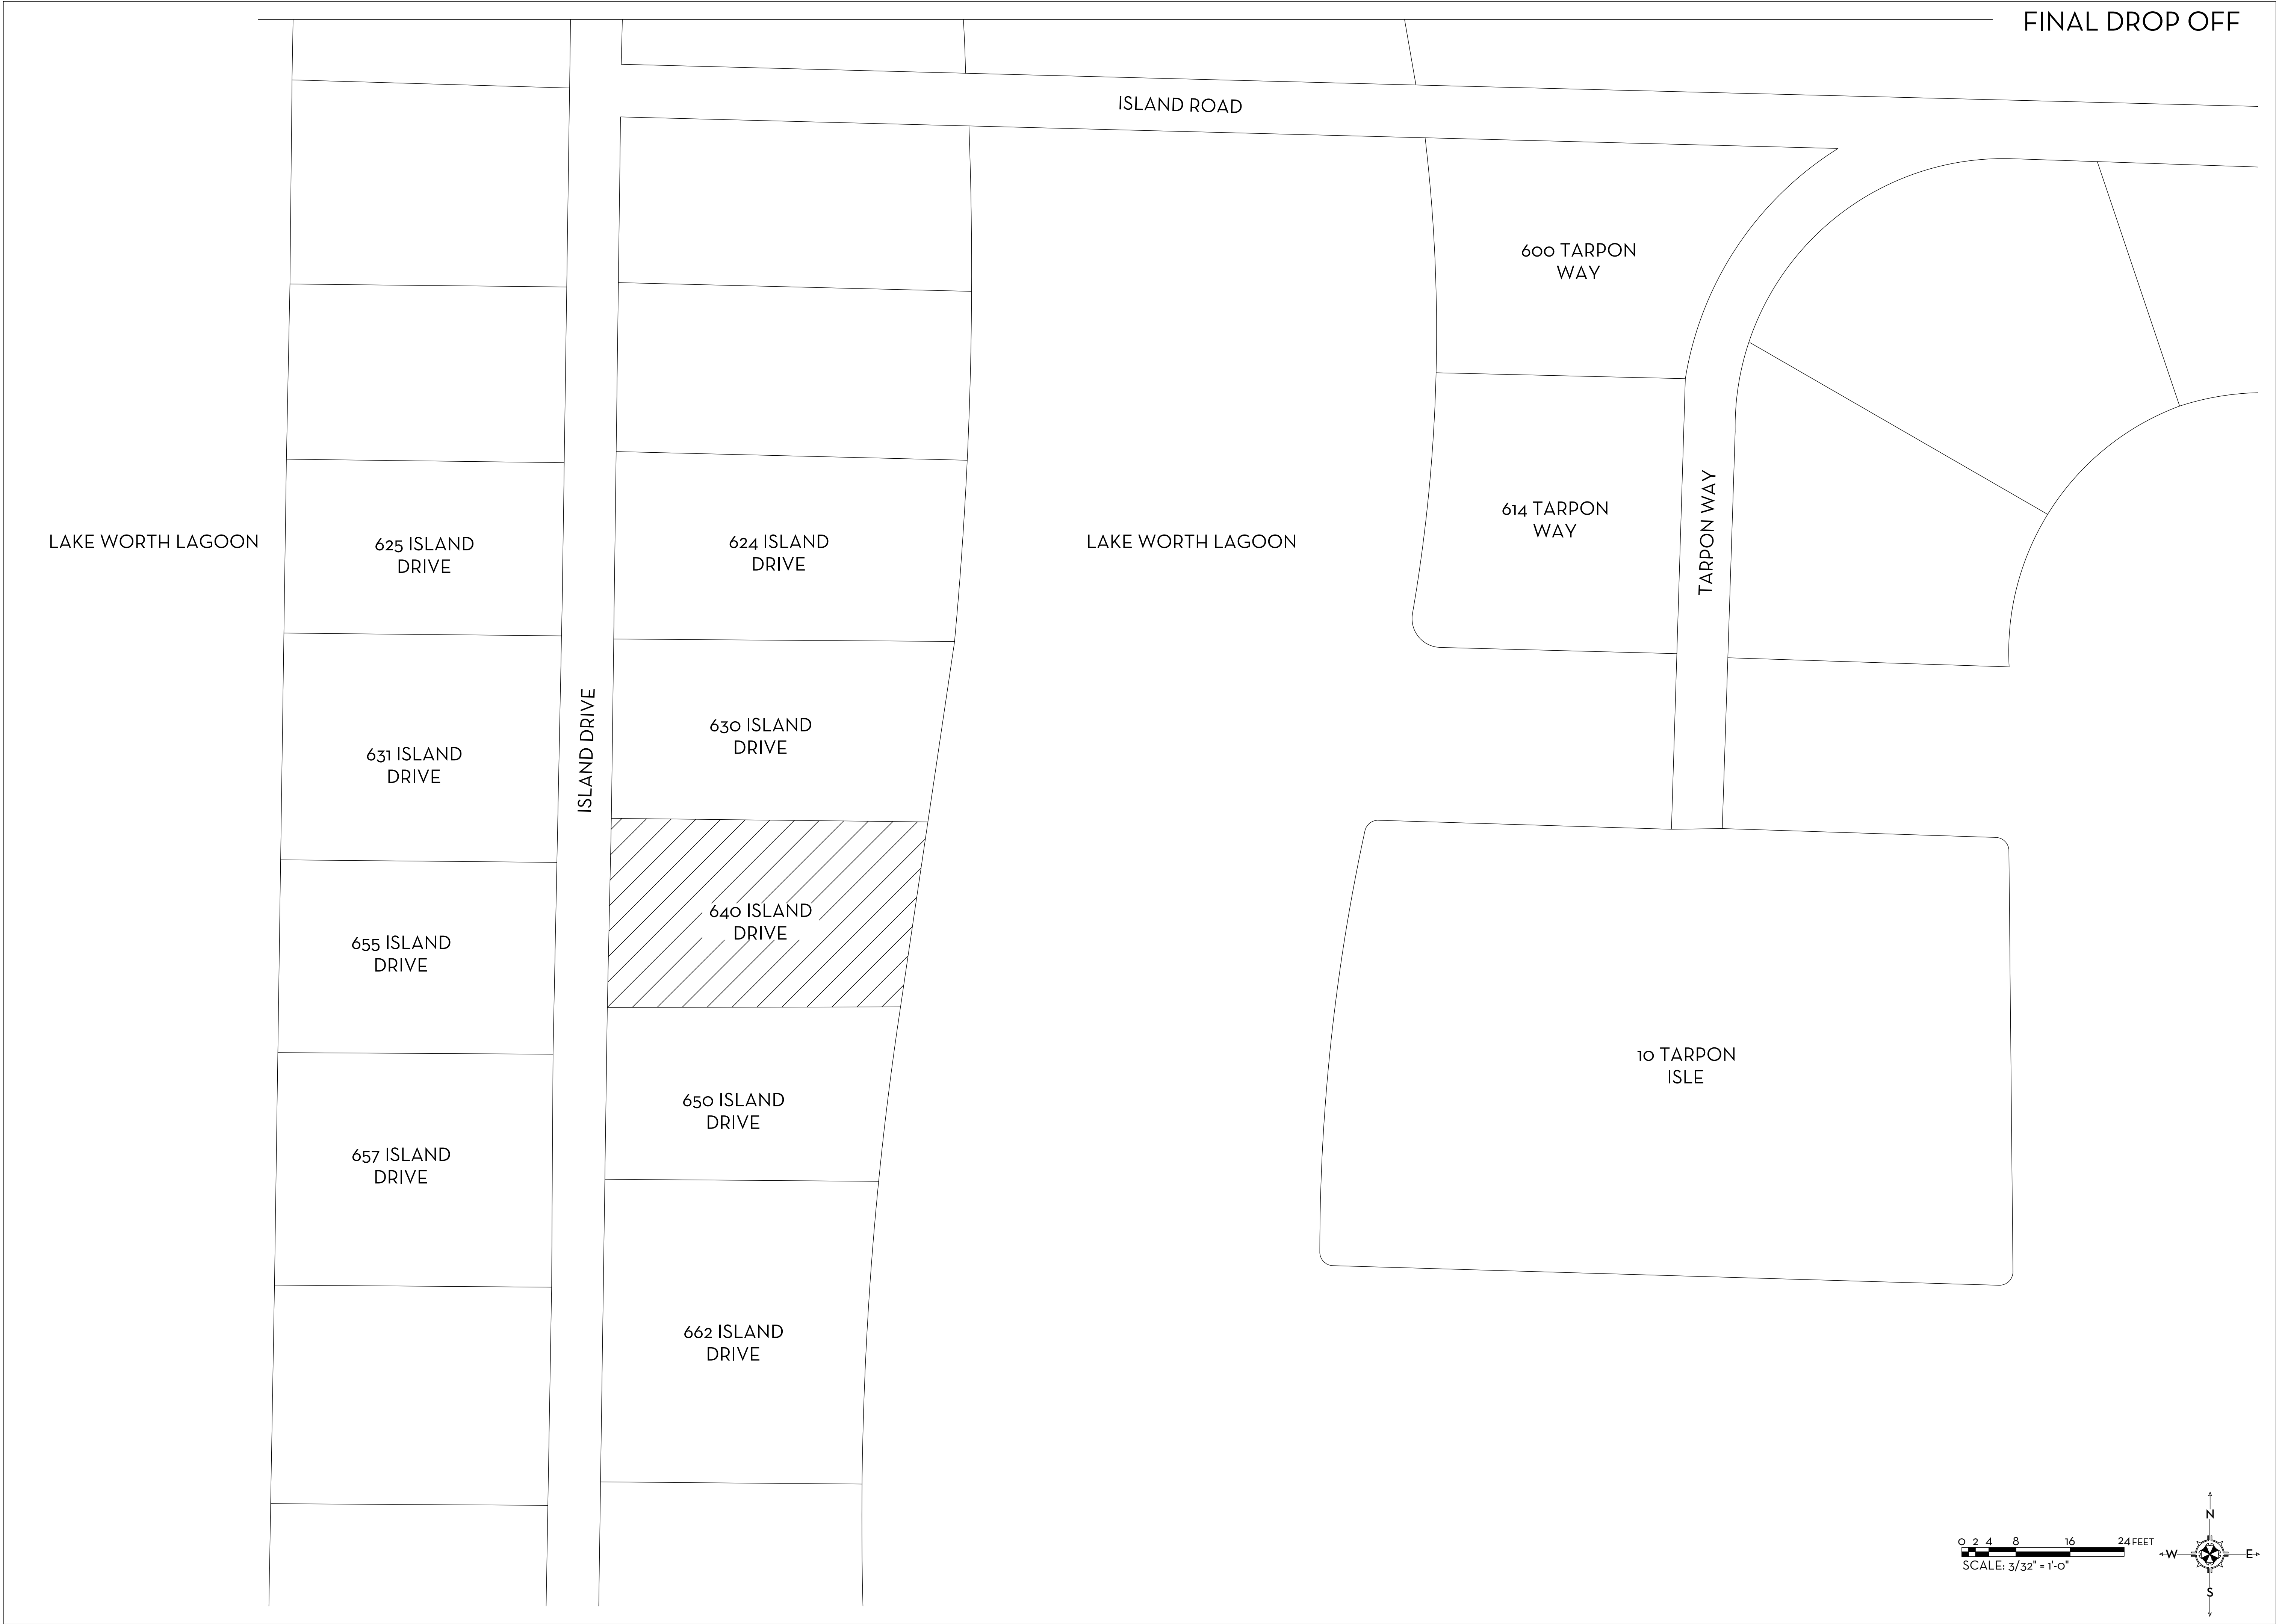 FINAL DROP OFF
ISLAND ROAD
600 TARPON
WAY
614 TARPON
WAY
TARPON WAY
LAKE WORTH LAGOON
625 ISLAND
DRIVE
624 ISLAND
DRIVE
LAKE WORTH LAGOON
ISLAND DRIVE
630 ISLAND
DRIVE
631 ISLAND
DRIVE
640 ISLAND
DRIVE
655 ISLAND
DRIVE
10 TARPON
ISLE
650 ISLAND
DRIVE
657 ISLAND
DRIVE
662 ISLAND
DRIVE
0 2 4 8 16 24 FEET
SCALE: 3/32" = 1'-0"
N
W
E
S